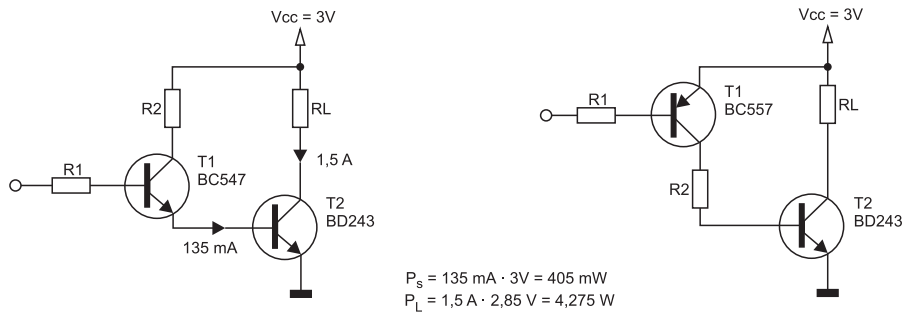 Vcc = 3V
R2
RL
1,5 A
R1
T1
BC547
T2
BD243
135 mA
Vcc = 3V
R1
T1
BC557
RL
R2
T2
BD243
Ps = 135 mA · 3V = 405 mW
PL = 1,5 A · 2,85 V = 4,275 W